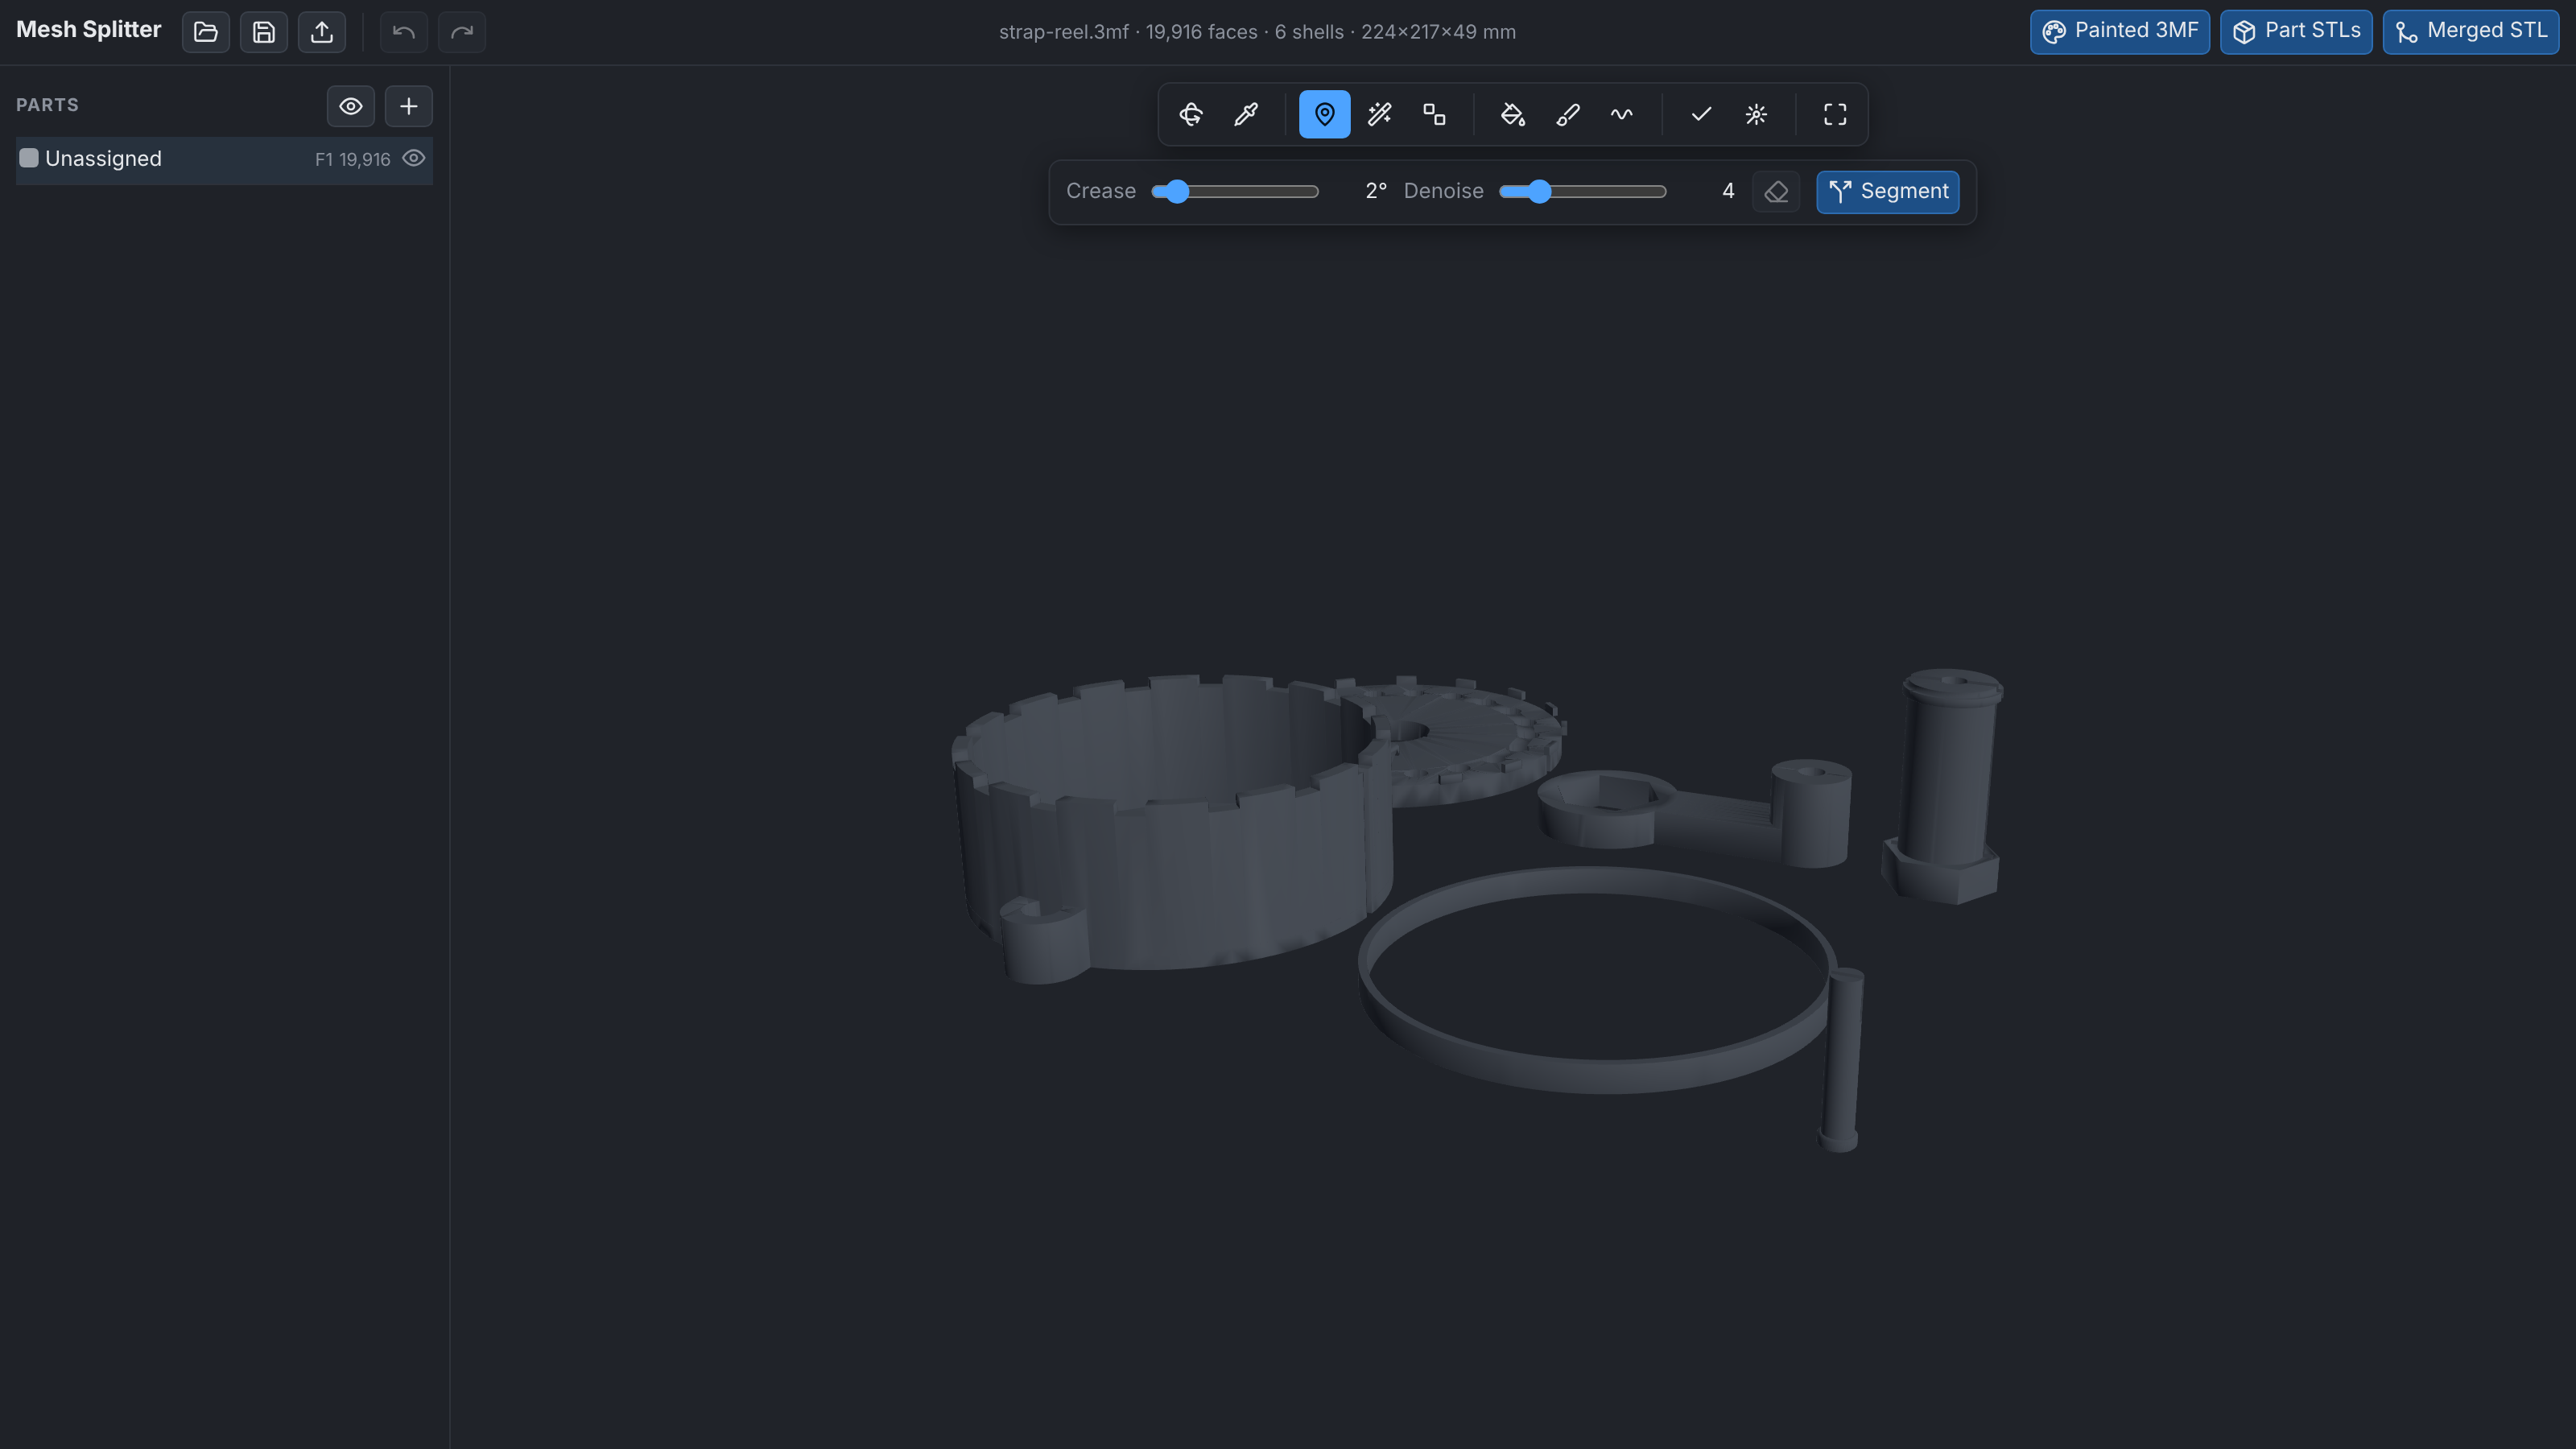 Mesh Splitter
strap-reel.3mf · 19,916 faces · 6 shells · 224×217×49 mm
Painted 3MF
Part STLs
Merged STL
PARTS
Unassigned F1 19,916
Crease 2° Denoise 4 Segment